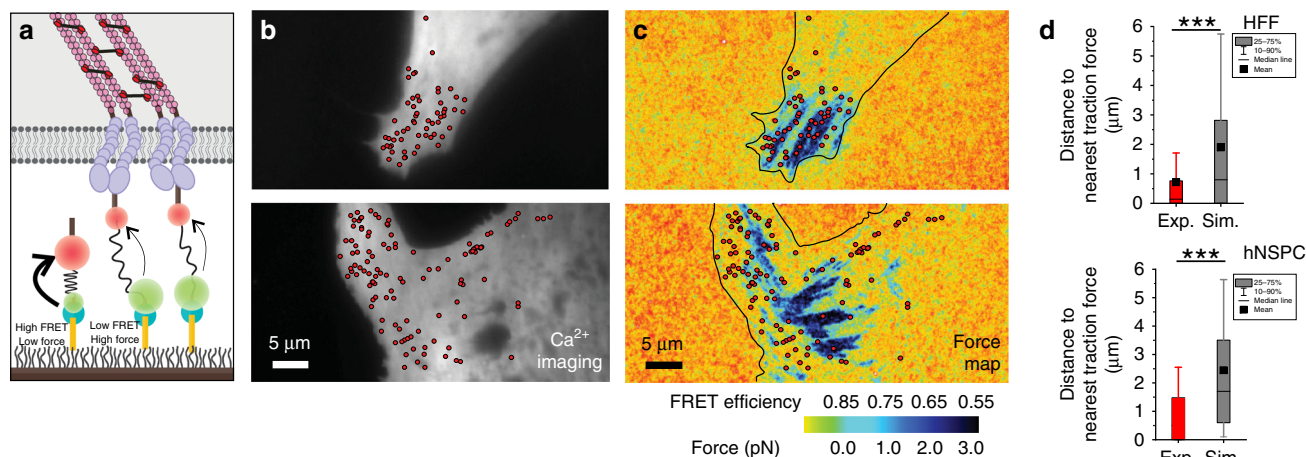 a
High FRET
Low force
Low FRET
High force
b
5 μm
Ca2+
imaging
c
5 μm
Force
map
FRET efficiency 0.85 0.75 0.65 0.55
Force (pN) 0.0 1.0 2.0 3.0
d
HFF
***
25–75%
10–90%
Median line
Mean
Distance to
nearest traction force
(μm)
6
5
4
3
2
1
0
Exp. Sim.
hNSPC
***
25–75%
10–90%
Median line
Mean
Distance to
nearest traction force
(μm)
6
5
4
3
2
1
0
Exp. Sim.